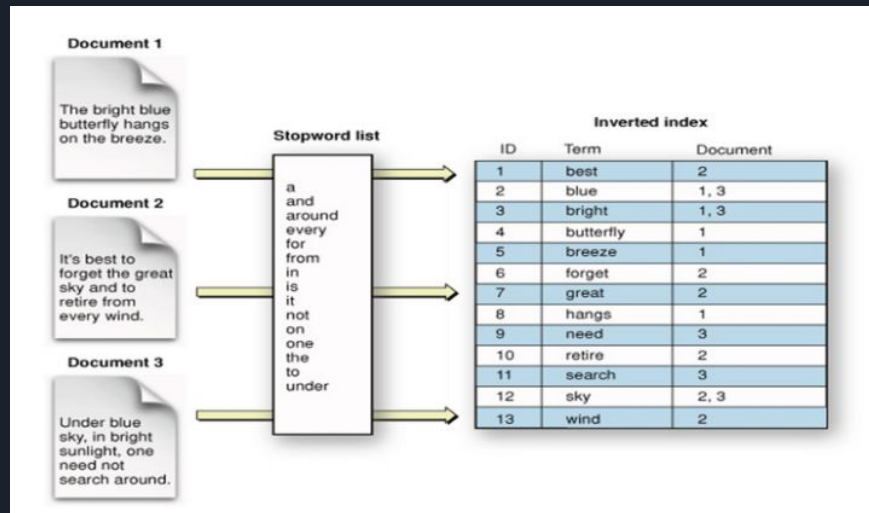 Document 1
The bright blue
butterfly hangs
on the breeze.
Document 2
It's best to
forget the great
sky and to
retire from
every wind.
Document 3
Under blue
sky, in bright
sunlight, one
need not
search around.
Stopword list
a
and
around
every
for
from
in
is
it
not
on
one
the
to
under
Inverted index
ID Term Document
1 best 2
2 blue 1, 3
3 bright 1, 3
4 butterfly 1
5 breeze 1
6 forget 2
7 great 2
8 hangs 1
9 need 3
10 retire 2
11 search 3
12 sky 2, 3
13 wind 2